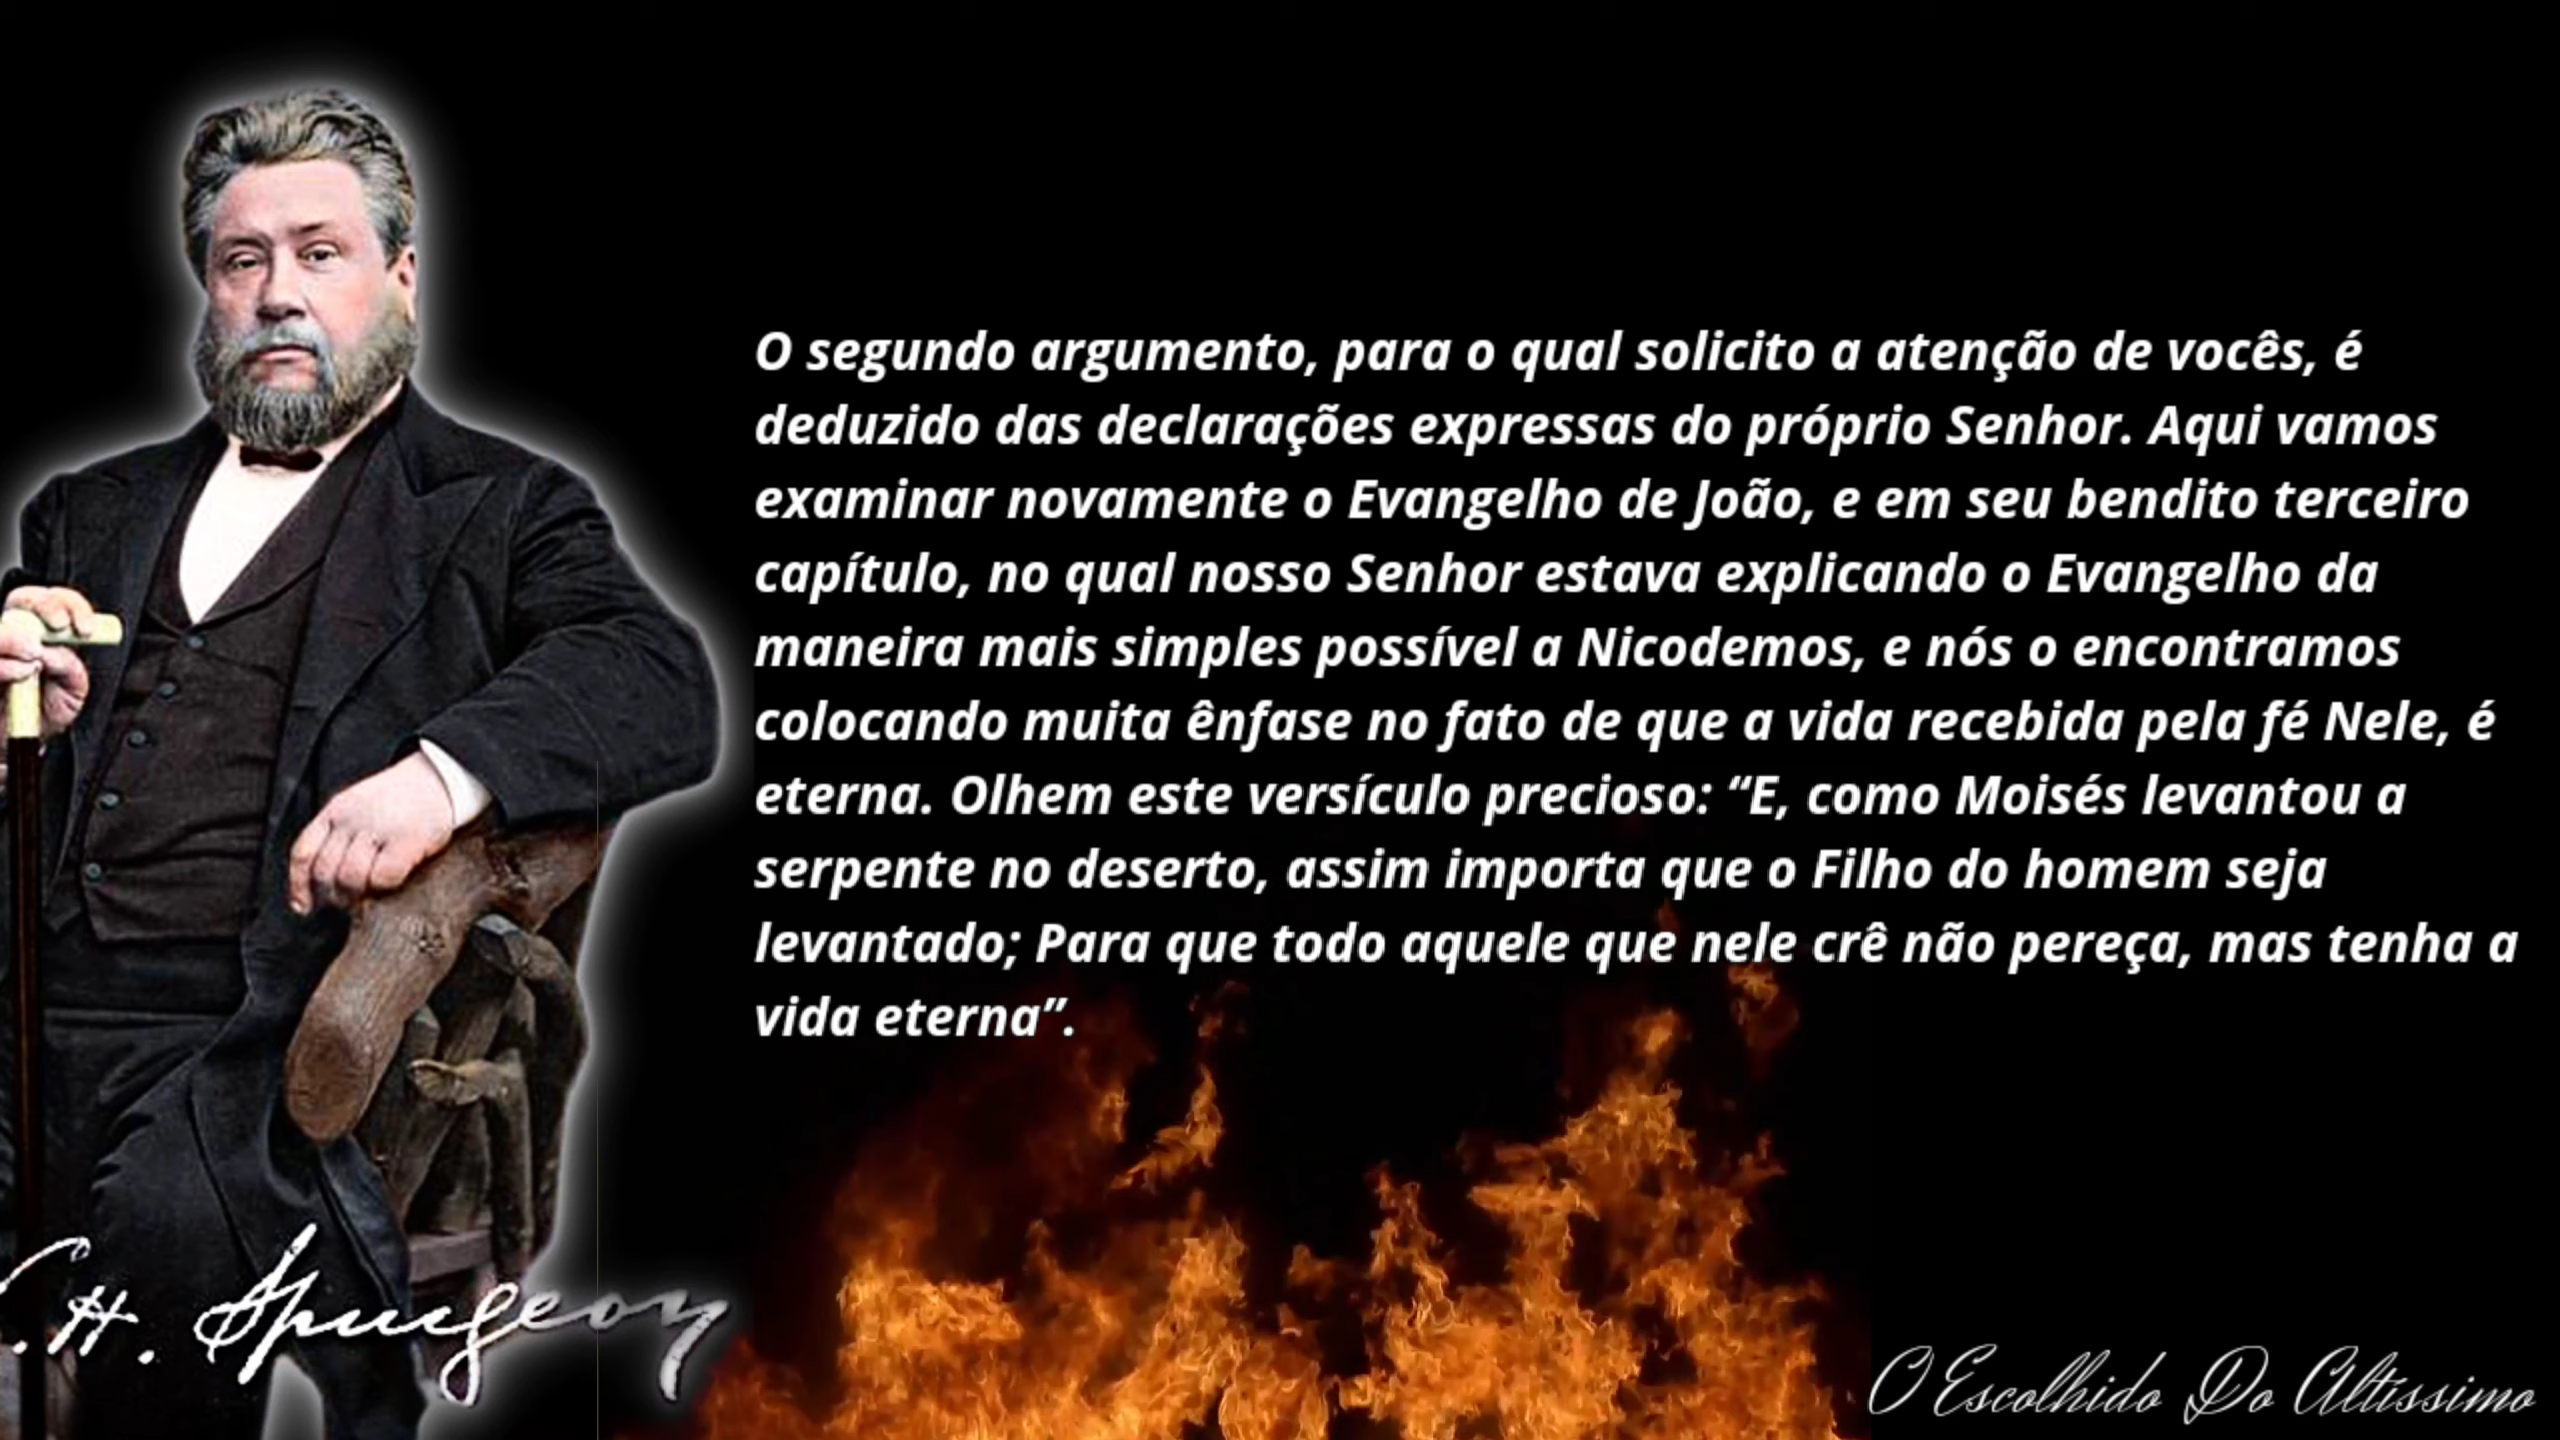 O segundo argumento, para o qual solicito a atenção de vocês, é
deduzido das declarações expressas do próprio Senhor. Aqui vamos
examinar novamente o Evangelho de João, e em seu bendito terceiro
capítulo, no qual nosso Senhor estava explicando o Evangelho da
maneira mais simples possível a Nicodemos, e nós o encontramos
colocando muita ênfase no fato de que a vida recebida pela fé Nele, é
eterna. Olhem este versículo precioso: “E, como Moisés levantou a
serpente no deserto, assim importa que o Filho do homem seja
levantado; Para que todo aquele que nele crê não pereça, mas tenha a
vida eterna”.
C.H. Spurgeon
O Escolhido Do Altíssimo